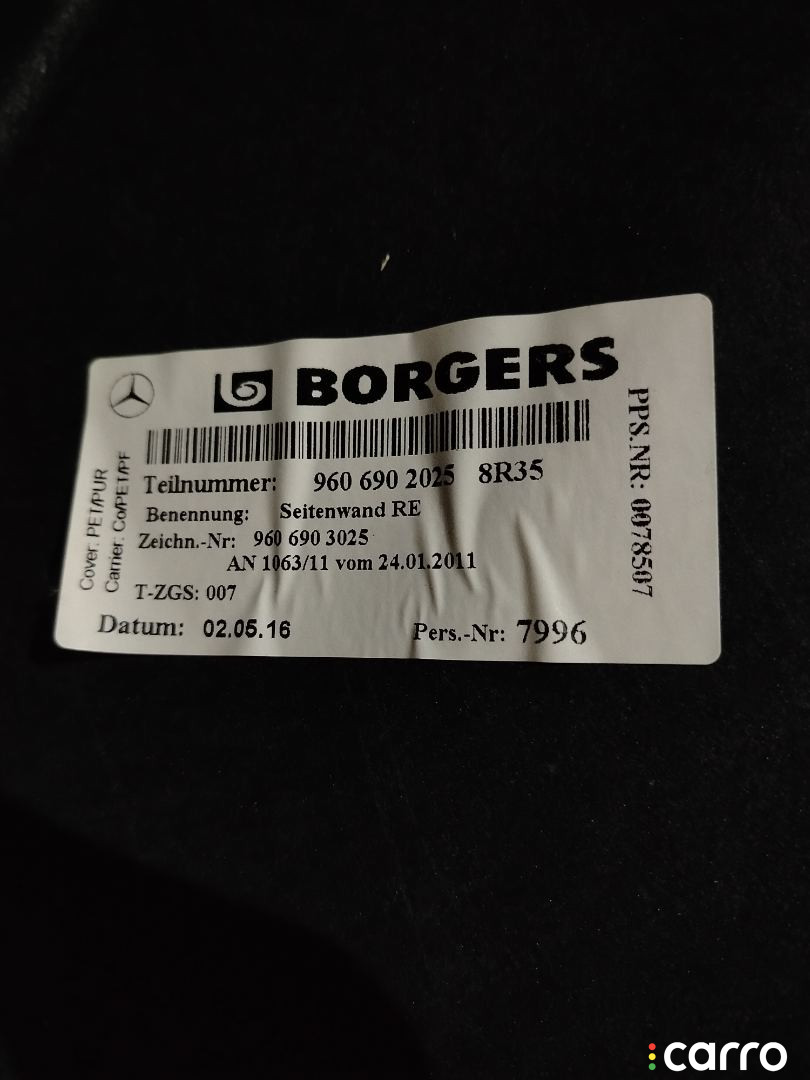 BORGERS
Teilnummer: 960 690 2025 8R35
Benennung: Seitenwand RE
Zeichn.-Nr: 960 690 3025
AN 1063/11 vom 24.01.2011
T-ZGS: 007
Datum: 02.05.16 Pers.-Nr: 7996
Cover: PET/PUR
Carrier: Co/PET/PF
PPS.NR: 0078507
carro